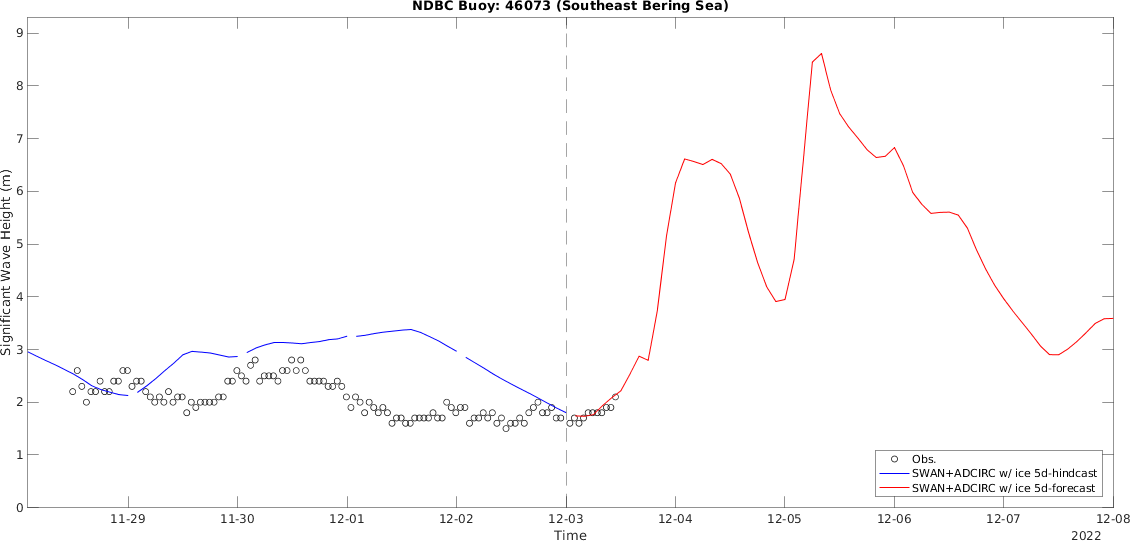 NDBC Buoy: 46073 (Southeast Bering Sea)
Significant Wave Height (m)
9
8
7
6
5
4
3
2
1
0
Obs.
SWAN+ADCIRC w/ ice 5d-hindcast
SWAN+ADCIRC w/ ice 5d-forecast
11-29 11-30 12-01 12-02 12-03 12-04 12-05 12-06 12-07 12-08
Time
2022